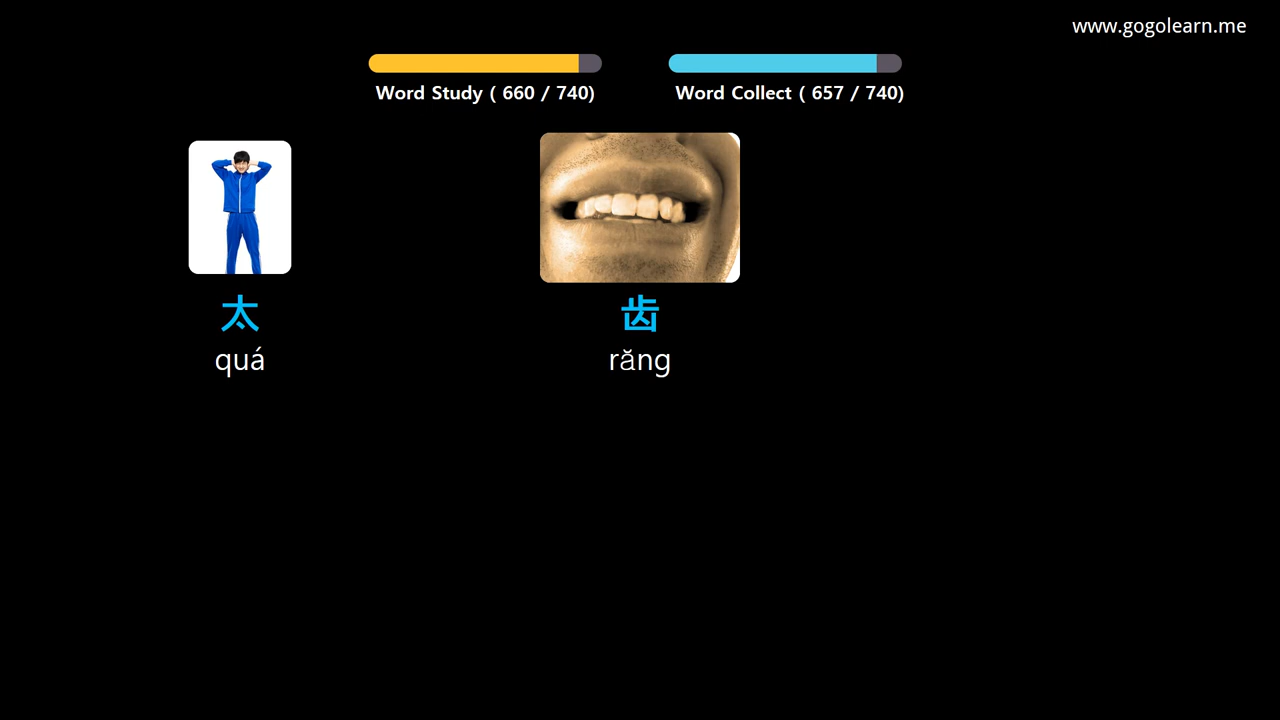 www.gogolearn.me
Word Study ( 660 / 740)
Word Collect ( 657 / 740)
太
quá
齿
răng